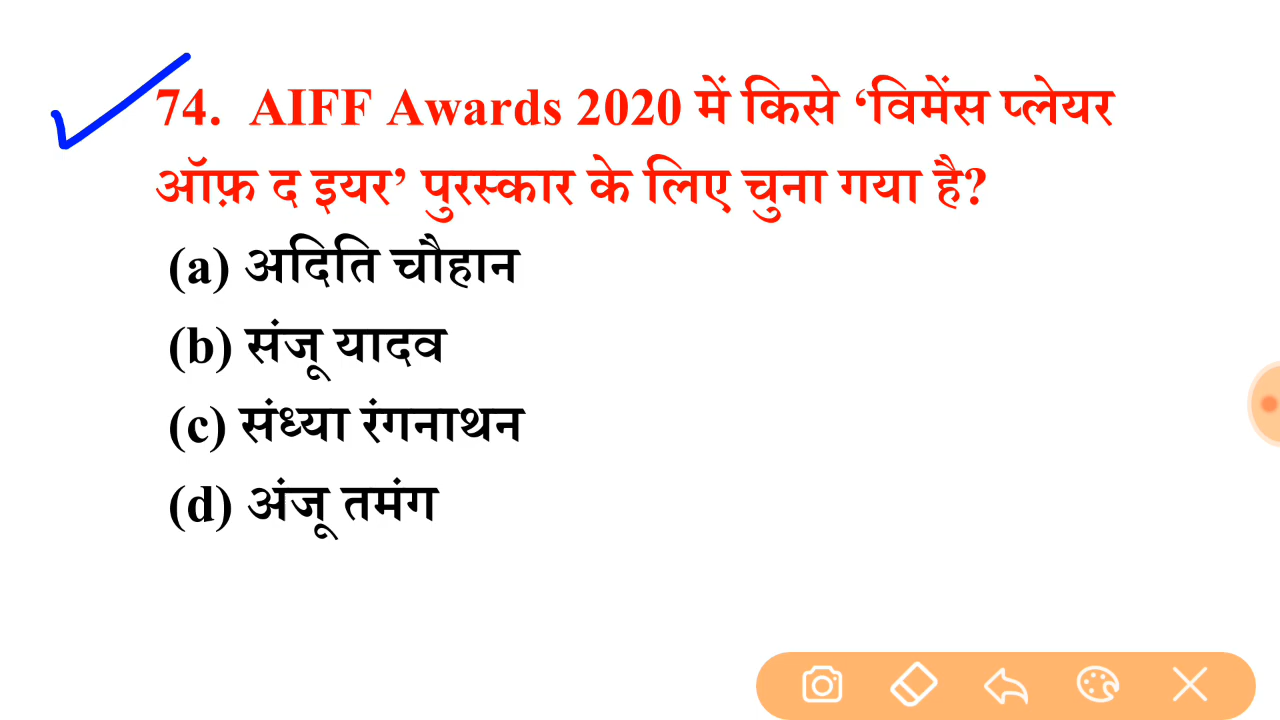 74. AIFF Awards 2020 में किसे ‘विमेंस प्लेयर
ऑफ़ द इयर’ पुरस्कार के लिए चुना गया है?
(a) अदिति चौहान
(b) संजू यादव
(c) संध्या रंगनाथन
(d) अंजू तमंग